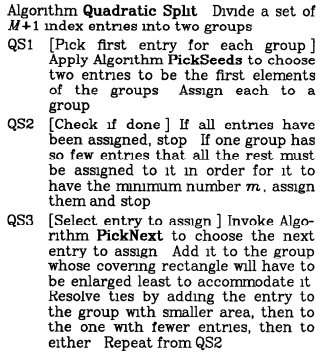 Algorithm Quadratic Split Divide a set of
M+1 index entries into two groups
QS1 [Pick first entry for each group ]
Apply Algorithm PickSeeds to choose
two entries to be the first elements
of the groups Assign each to a
group
QS2 [Check if done ] If all entries have
been assigned, stop If one group has
so few entries that all the rest must
be assigned to it in order for it to
have the minimum number m, assign
them and stop
QS3 [Select entry to assign ] Invoke Algo-
rithm PickNext to choose the next
entry to assign Add it to the group
whose covering rectangle will have to
be enlarged least to accommodate it
Resolve ties by adding the entry to
the group with smaller area, then to
the one with fewer entries, then to
either Repeat from QS2